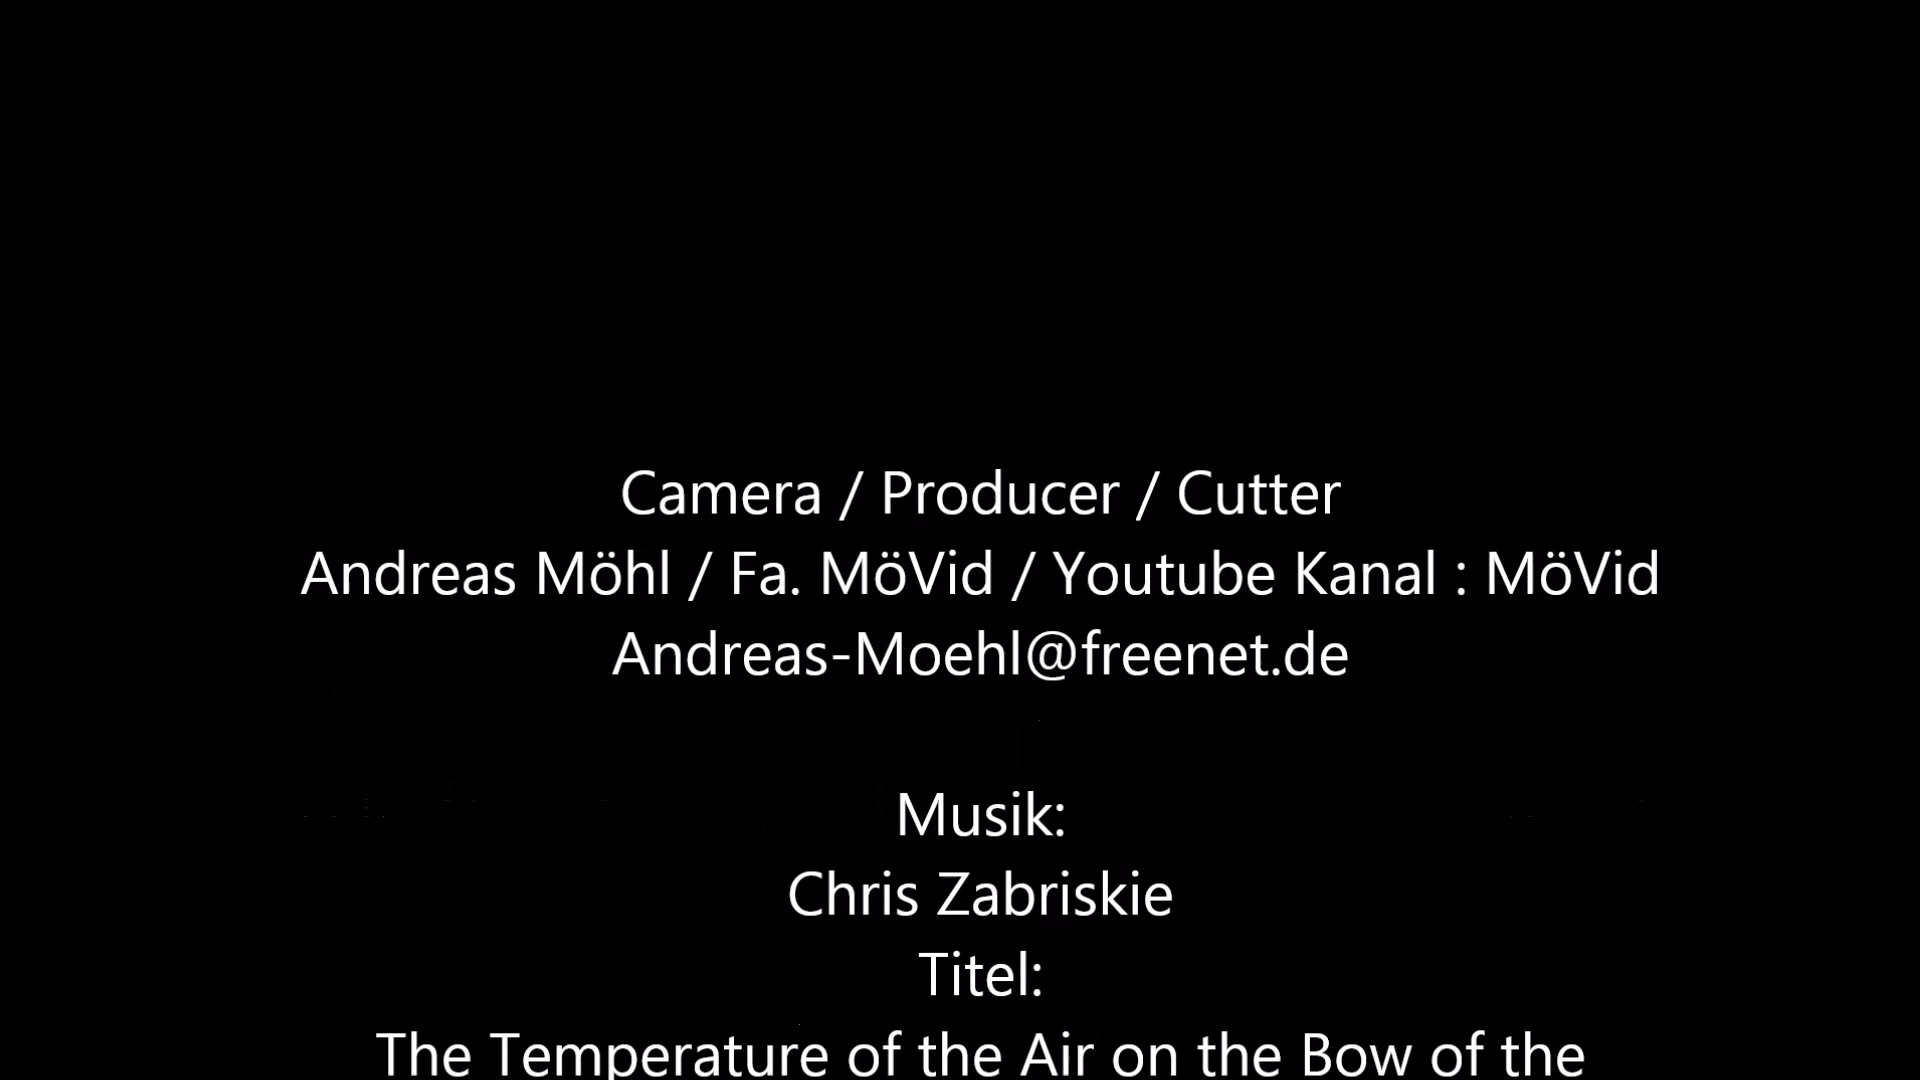 Camera / Producer / Cutter
Andreas Möhl / Fa. MöVid / Youtube Kanal : MöVid
Andreas-Moehl@freenet.de
Musik:
Chris Zabriskie
Titel:
The Temperature of the Air on the Bow of the